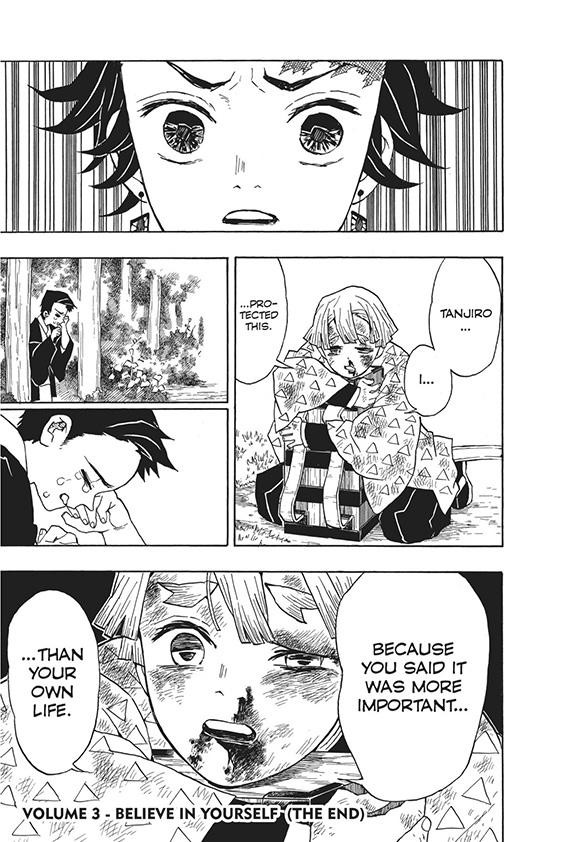 TANJIRO
...
I...
...PRO-
TECTED
THIS.
BECAUSE
YOU SAID IT
WAS MORE
IMPORTANT...
...THAN
YOUR
OWN
LIFE.
VOLUME 3 - BELIEVE IN YOURSELF (THE END)